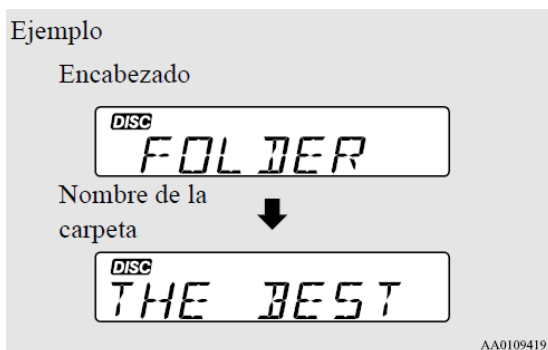 Ejemplo
Encabezado
DISC
FOLDER
Nombre de la
carpeta
DISC
THE BEST
AA0109419